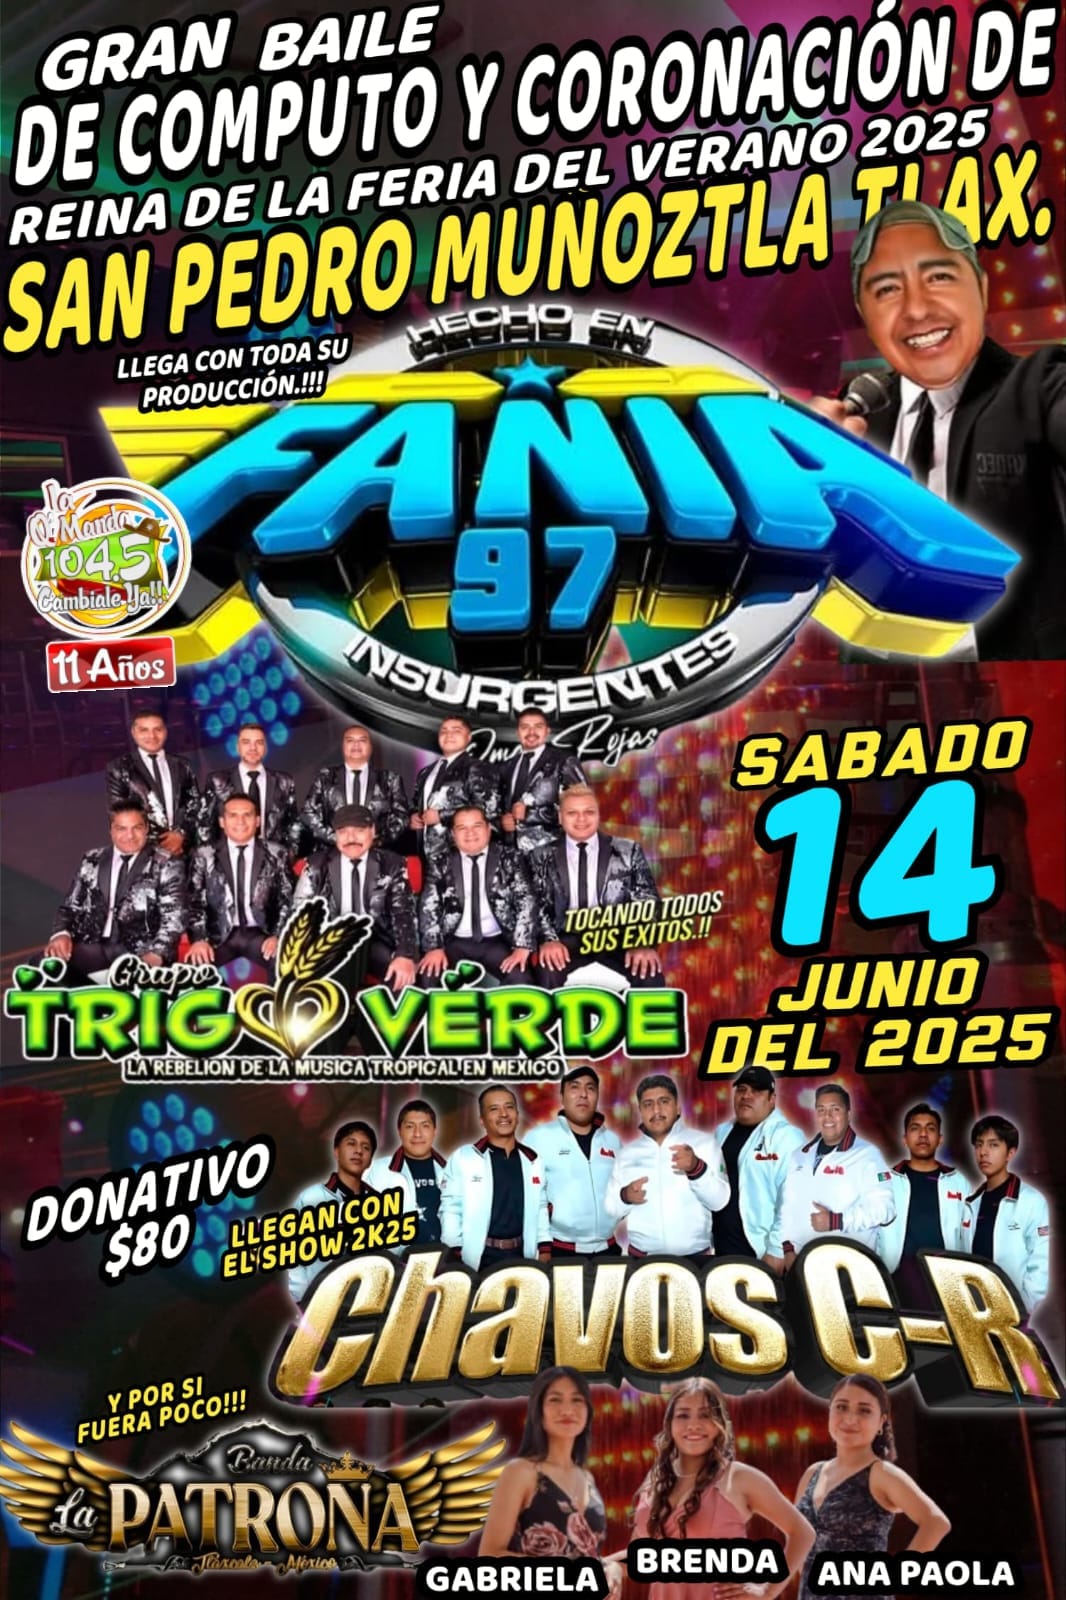 GRAN BAILE
DE COMPUTO Y CORONACIÓN DE
REINA DE LA FERIA DEL VERANO 2025
SAN PEDRO MUÑOZTLA TLAX.
LLEGA CON TODA SU
PRODUCCIÓN.!!!
HECHO EN
FANIA
97
INSURGENTES
Omar Rojas
la
Q' Manda
104.5
Cambiale Ya!!
11 Años
SABADO
14
JUNIO
DEL 2025
TOCANDO TODOS
SUS EXITOS.!!
Grupo
TRIGO VERDE
LA REBELION DE LA MUSICA TROPICAL EN MEXICO
DONATIVO
$80
LLEGAN CON
EL SHOW 2K25
Chavos C-R
Y POR SI
FUERA POCO!!!
Banda
La PATRONA
Tlaxcala - México
GABRIELA
BRENDA
ANA PAOLA